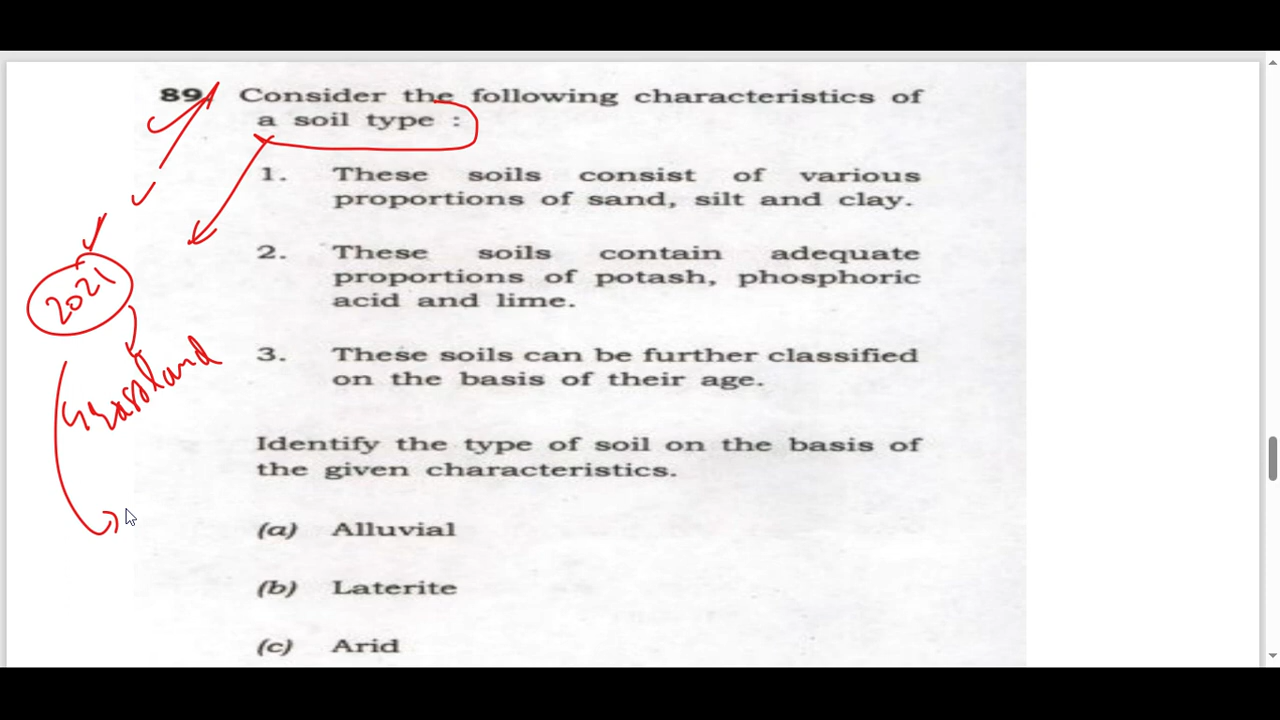 89. Consider the following characteristics of
a soil type :
1. These soils consist of various
proportions of sand, silt and clay.
2. These soils contain adequate
proportions of potash, phosphoric
acid and lime.
3. These soils can be further classified
on the basis of their age.
Identify the type of soil on the basis of
the given characteristics.
(a) Alluvial
(b) Laterite
(c) Arid
2021
Grassland